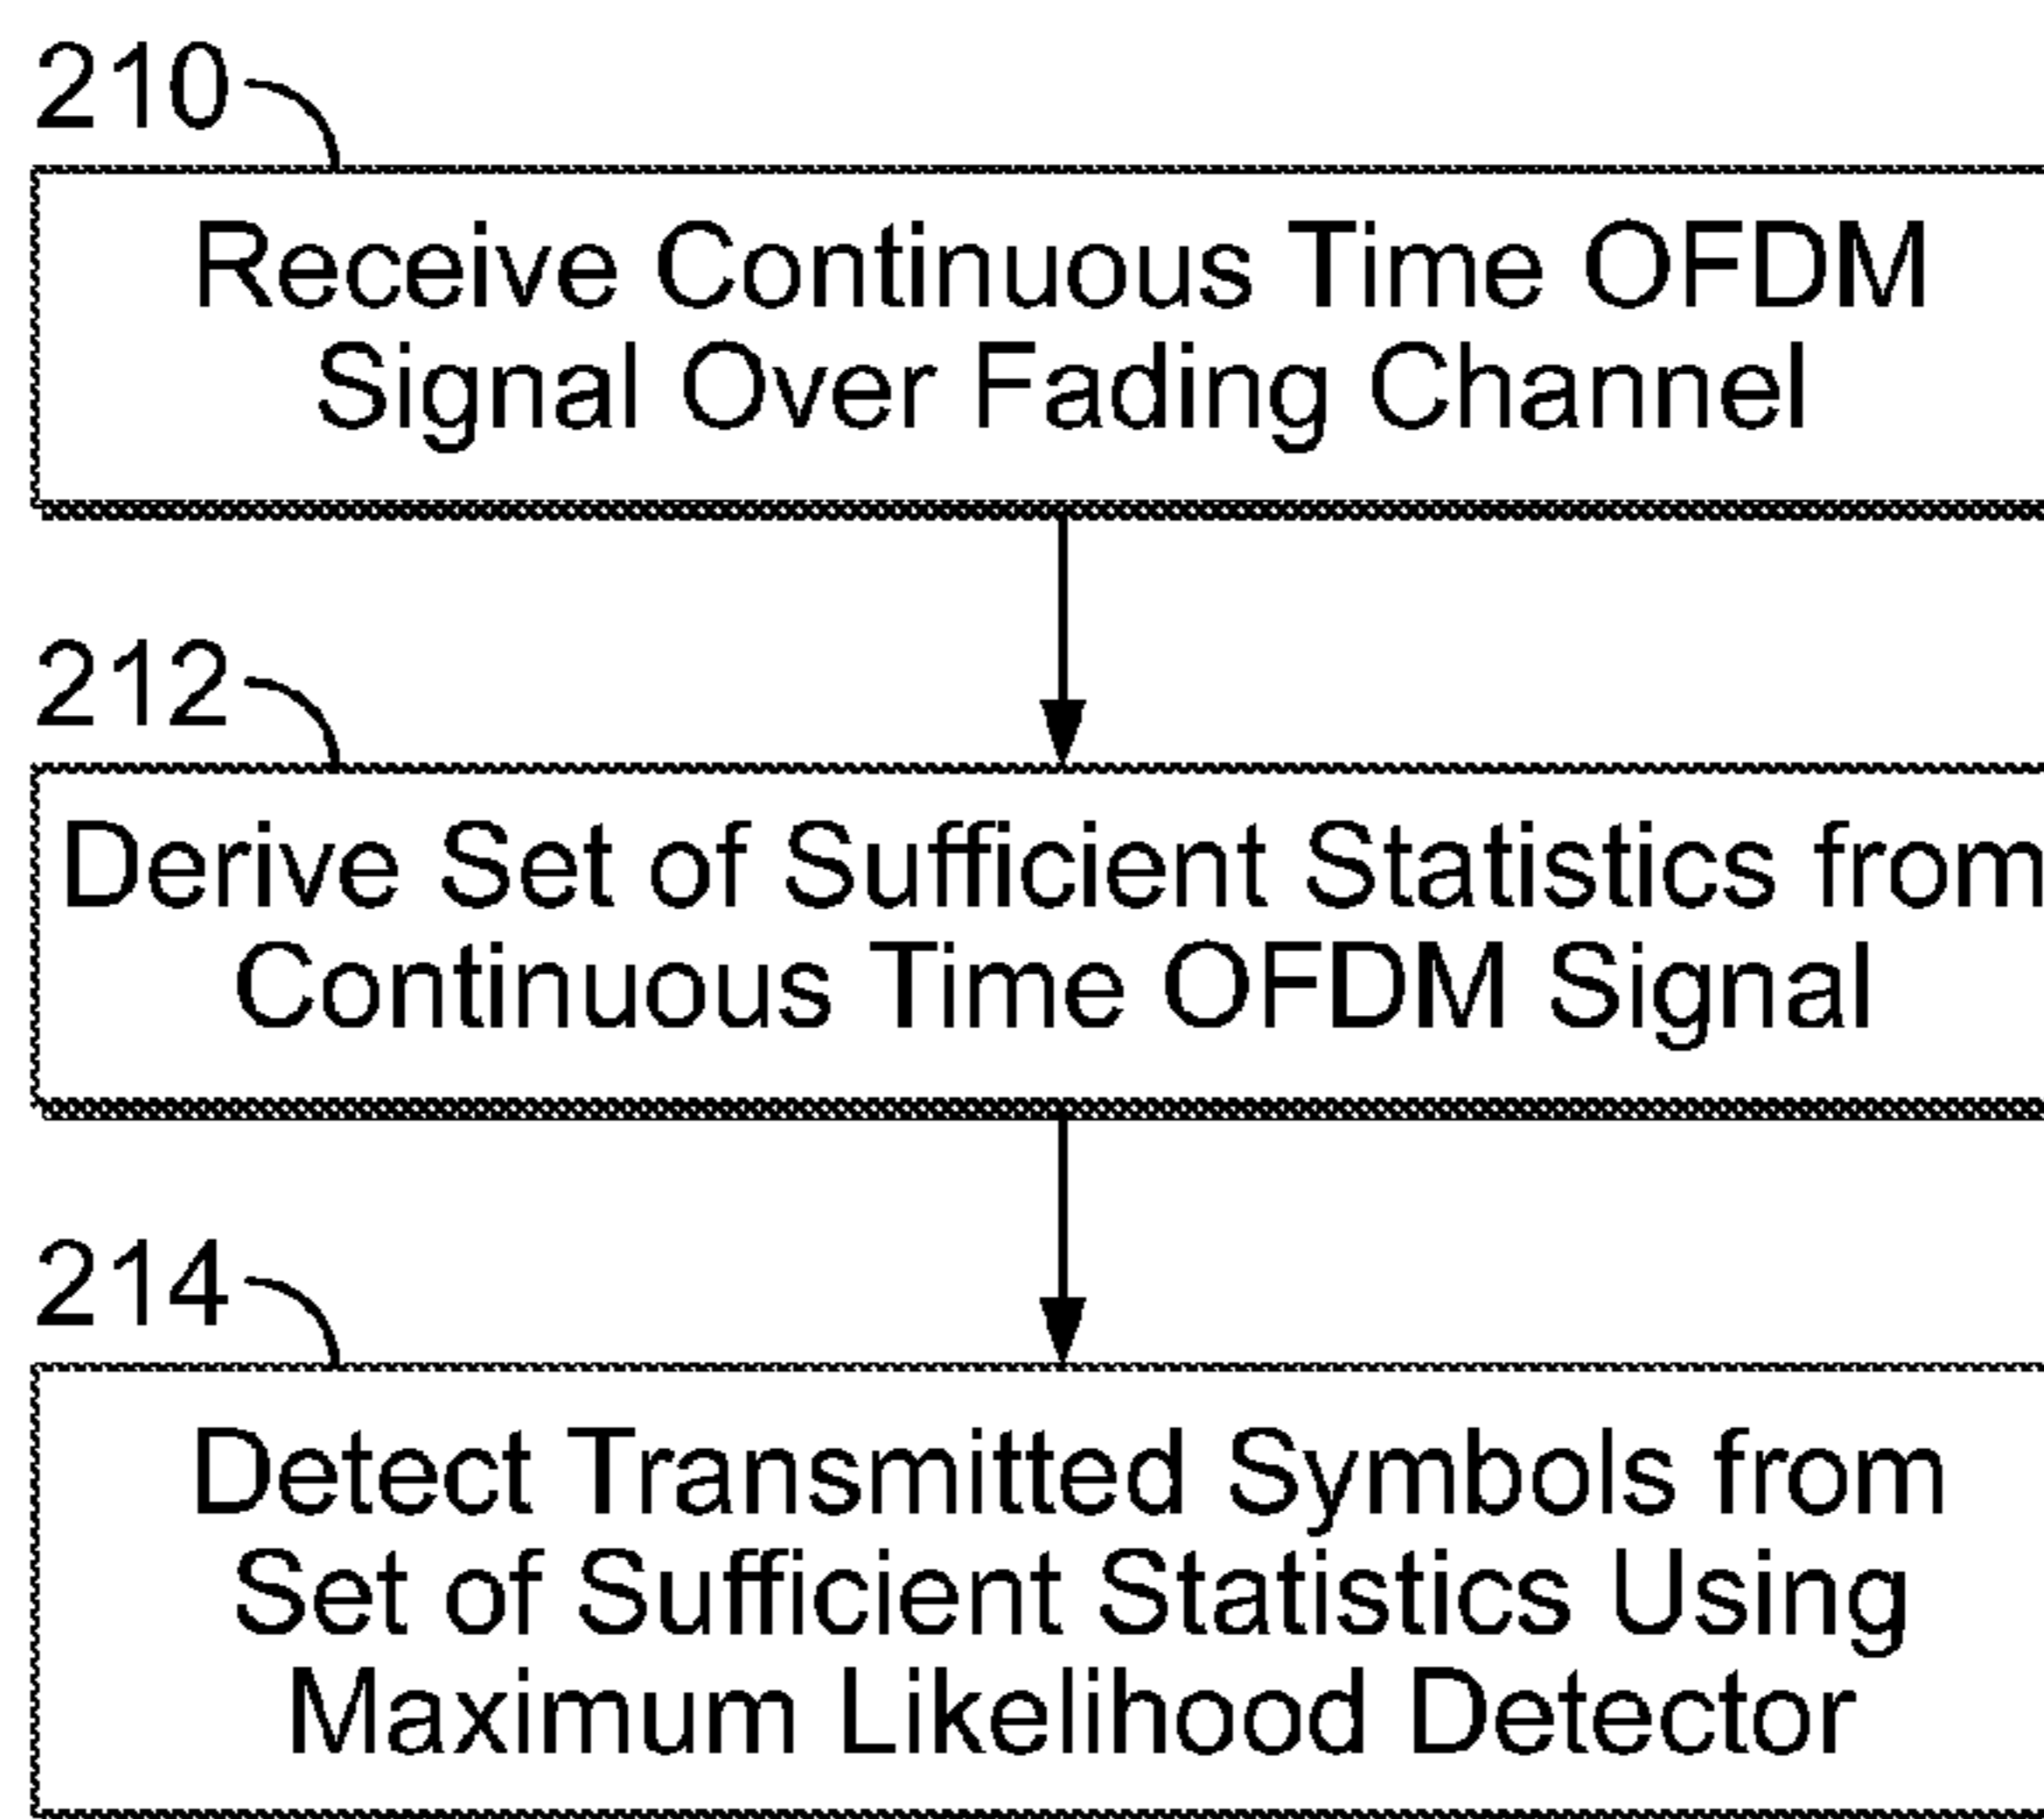 210
Receive Continuous Time OFDM
Signal Over Fading Channel
212
Derive Set of Sufficient Statistics from
Continuous Time OFDM Signal
214
Detect Transmitted Symbols from
Set of Sufficient Statistics Using
Maximum Likelihood Detector